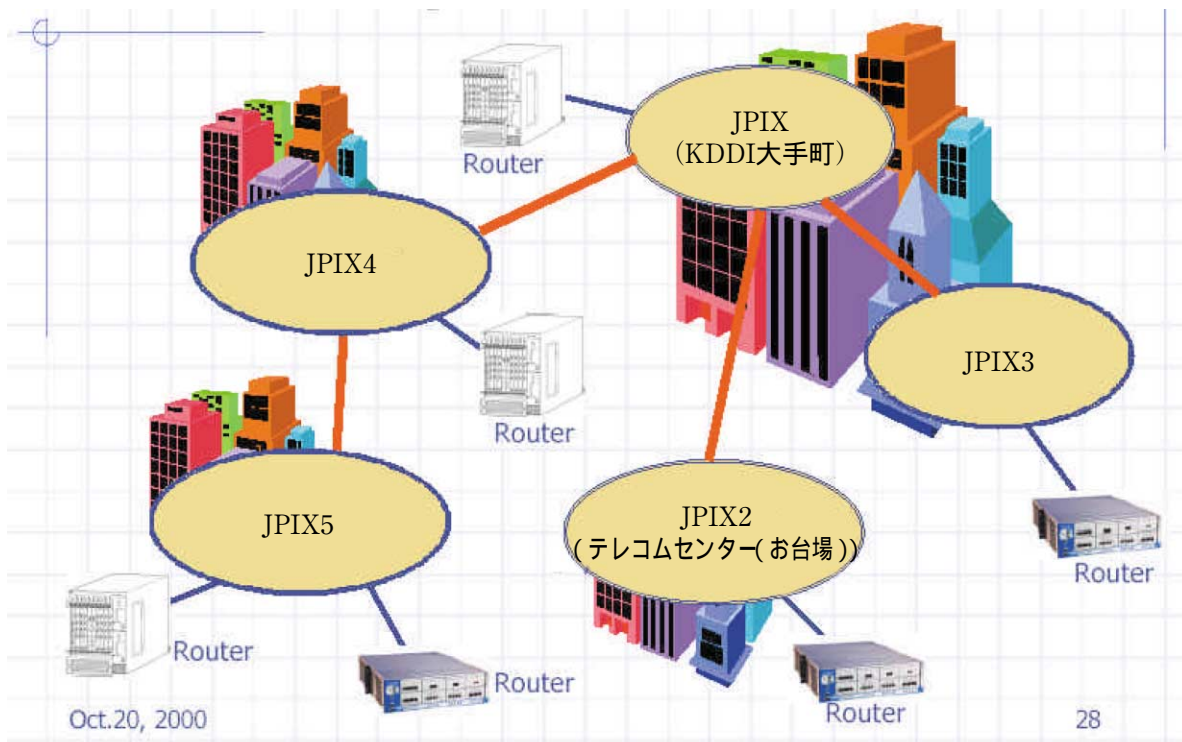 JPIX
(KDDI大手町)
Router
JPIX4
JPIX3
Router
JPIX5
JPIX2
(テレコムセンター(お台場))
Router
Router
Router
Router
Oct.20, 2000
28